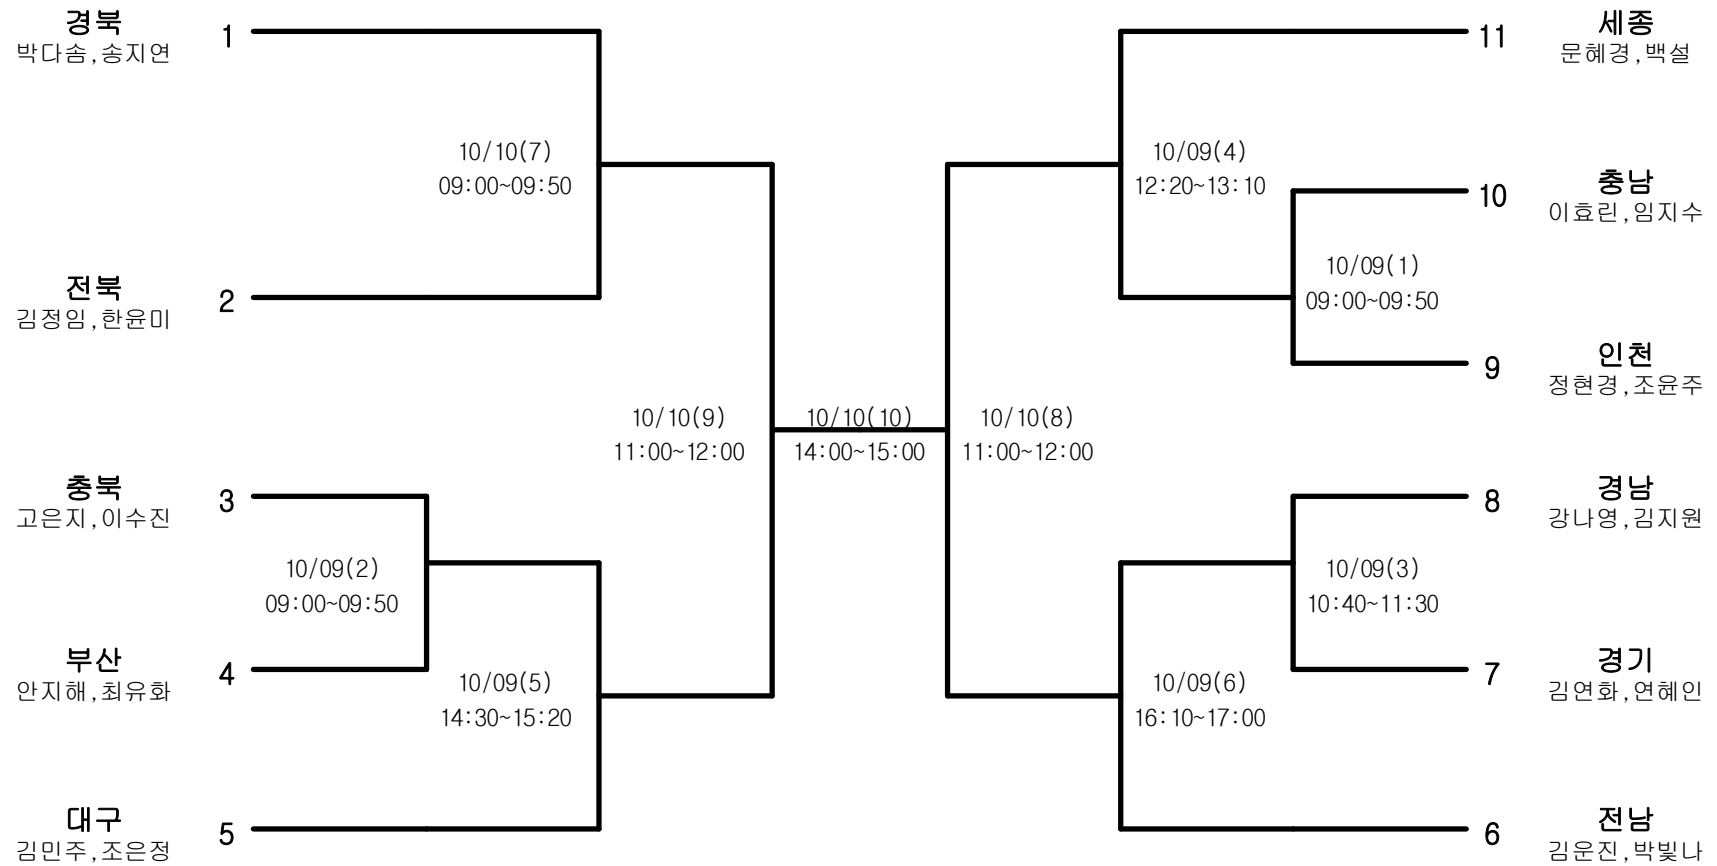 경북
박다솜,송지연
1
10/10(7)
09:00~09:50
전북
김정임,한윤미
2
충북
고은지,이수진
3
10/09(2)
09:00~09:50
부산
안지해,최유화
4
10/09(5)
14:30~15:20
대구
김민주,조은정
5
10/10(9)
11:00~12:00
10/10(10)
14:00~15:00
10/10(8)
11:00~12:00
11
세종
문혜경,백설
10/09(4)
12:20~13:10
10
충남
이효린,임지수
10/09(1)
09:00~09:50
9
인천
정현경,조윤주
8
경남
강나영,김지원
10/09(3)
10:40~11:30
7
경기
김연화,연혜인
10/09(6)
16:10~17:00
6
전남
김운진,박빛나